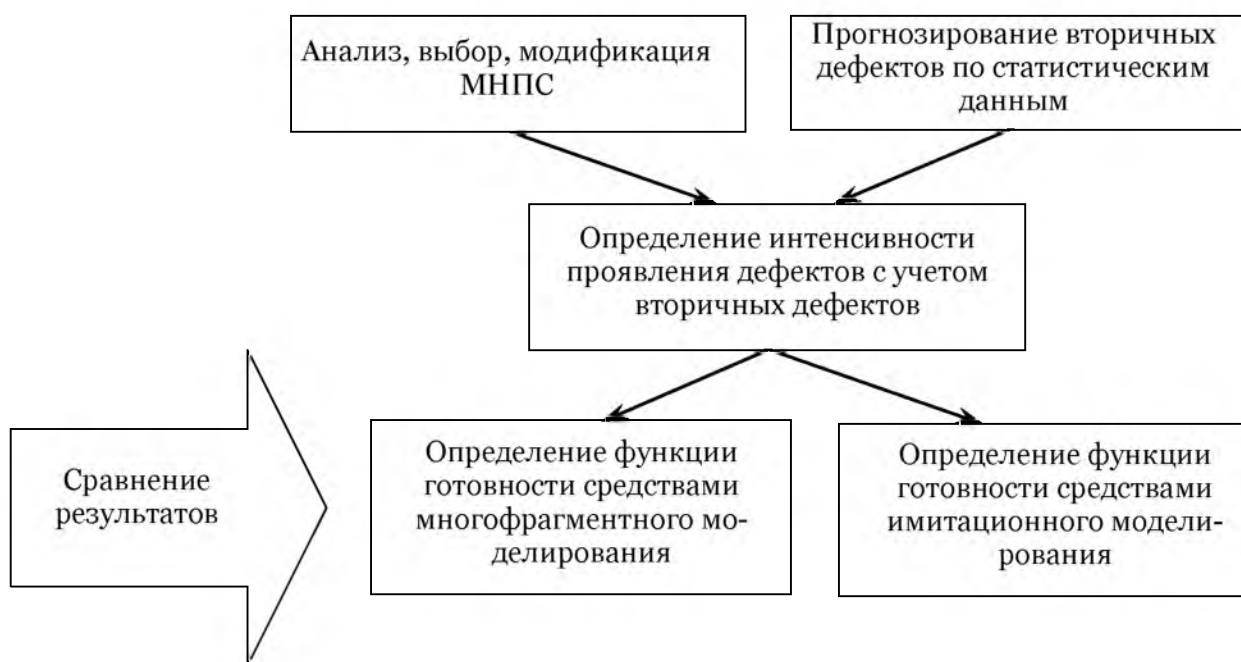 Анализ, выбор, модификация
МНПС
Прогнозирование вторичных
дефектов по статистическим
данным
Определение интенсивности
проявления дефектов с учетом
вторичных дефектов
Сравнение
результатов
Определение функции
готовности средствами
многофрагментного мо-
делирования
Определение функции
готовности средствами
имитационного модели-
рования